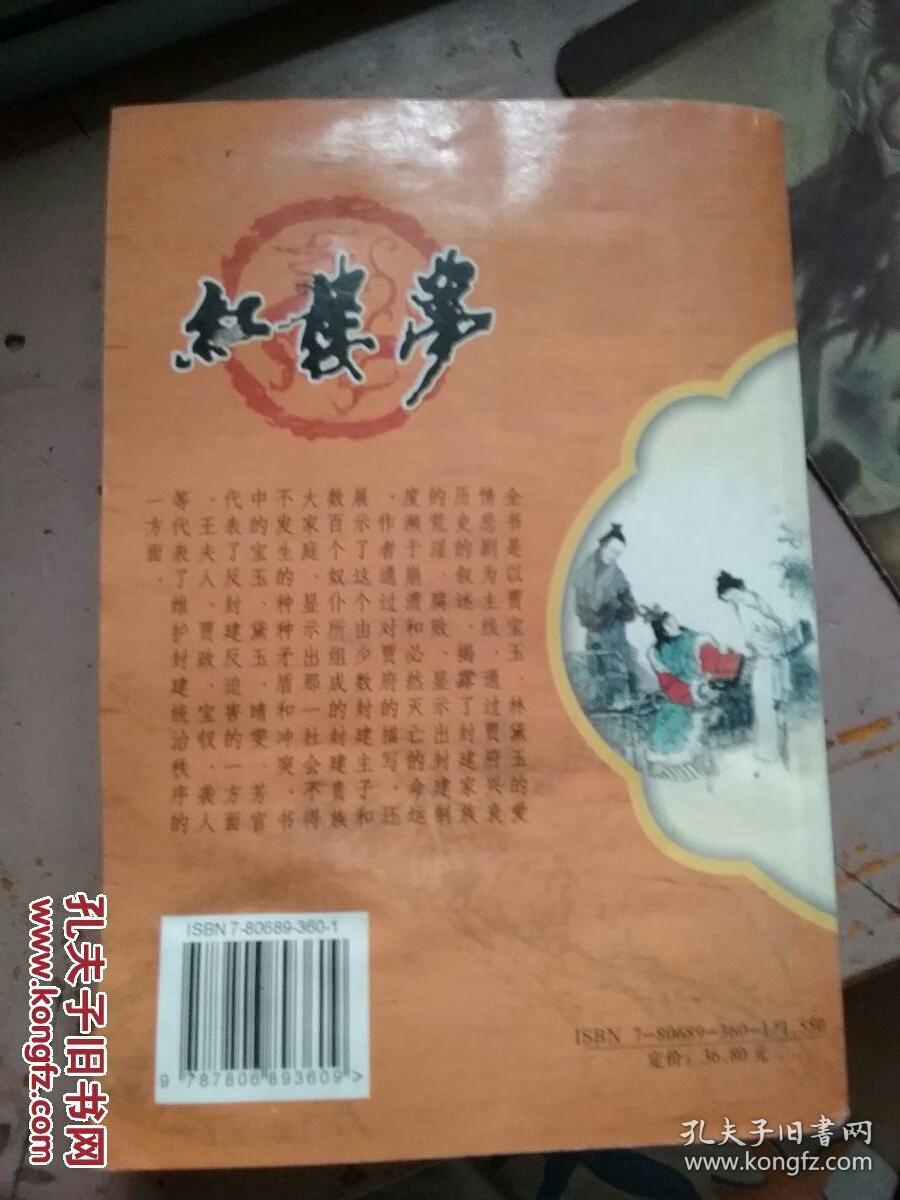 紅樓夢
全书是以贾宝玉、林黛玉的爱
情悲剧为主线,通过贾府兴衰
历史的叙述,揭露了封建家族
的荒淫、腐败、显示出封建制
度濒于崩溃和必然灭亡的命运
.作者通过对贾府的描写,还
展示了这个由少数封建主子和
数百个奴仆所组成的封建贵族
大家庭、显示出那一社会不得
不发生的种种矛盾和冲突.书
中的宝玉、黛玉、晴雯、芳官
代表了反封建反迫害的一方面
.王夫人、贾政、宝钗、袭人
等代表了维护封建统治秩序的
一方面.
ISBN 7-80689-360-1
9 787806 893609 >
ISBN 7-80689-360-1/I.550
定价:36.80元
孔夫子旧书网
www.kongfz.com
孔夫子旧书网
www.kongfz.com